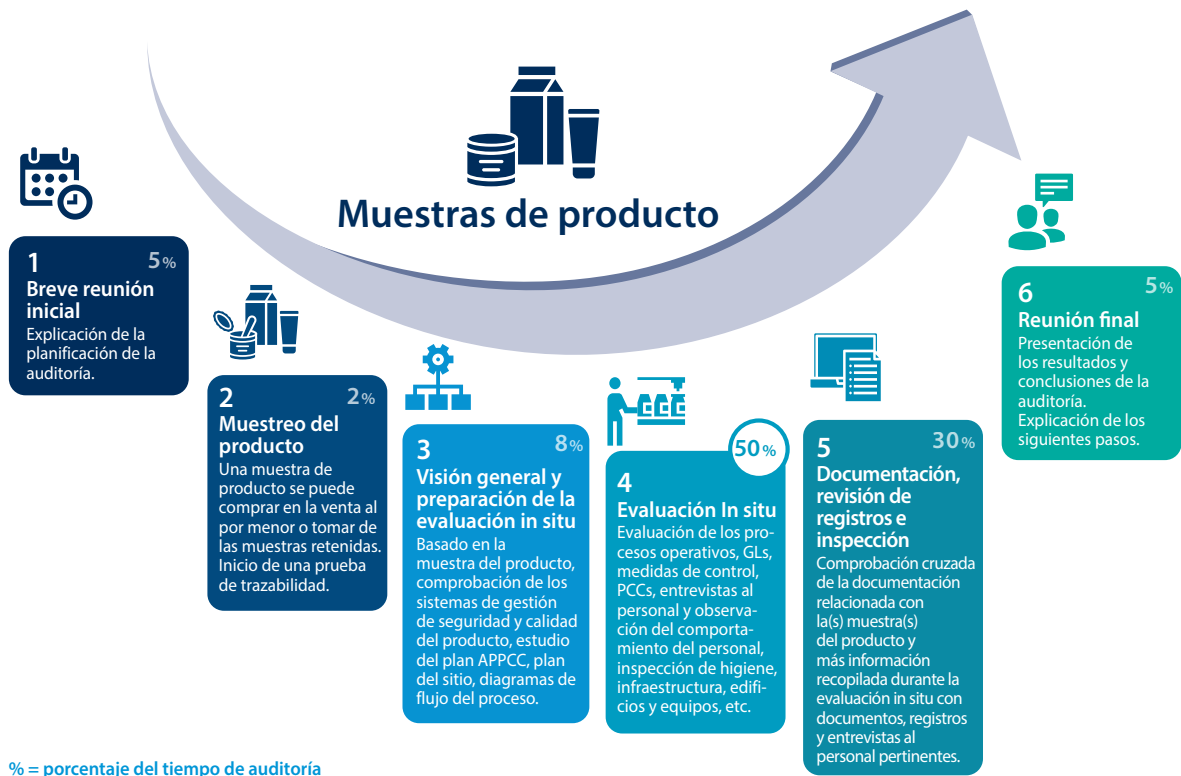 Muestras de producto
1
5%
Breve reunión
inicial
Explicación de la
planificación de la
auditoría.
2
2%
Muestreo del
producto
Una muestra de
producto se puede
comprar en la venta al
por menor o tomar de
las muestras retenidas.
Inicio de una prueba
de trazabilidad.
3
8%
Visión general y
preparación de la
evaluación in situ
Basado en la
muestra del producto,
comprobación de los
sistemas de gestión
de seguridad y calidad
del producto, estudio
del plan APPCC, plan
del sitio, diagramas de
flujo del proceso.
4
50%
Evaluación In situ
Evaluación de los pro-
cesos operativos, GLs,
medidas de control,
PCCs, entrevistas al
personal y observa-
ción del comporta-
miento del personal,
inspección de higiene,
infraestructura, edifi-
cios y equipos, etc.
5
30%
Documentación,
revisión de
registros e
inspección
Comprobación cruzada
de la documentación
relacionada con
la(s) muestra(s)
del producto y
más información
recopilada durante la
evaluación in situ con
documentos, registros
y entrevistas al
personal pertinentes.
6
5%
Reunión final
Presentación de
los resultados y
conclusiones de la
auditoría.
Explicación de los
siguientes pasos.
% = porcentaje del tiempo de auditoría